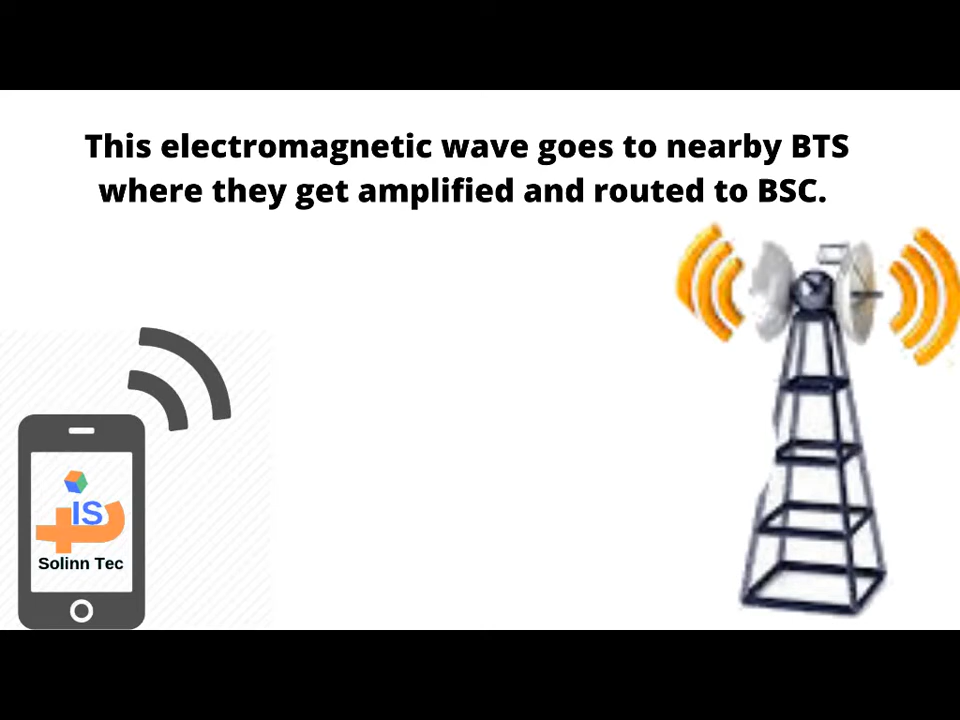 This electromagnetic wave goes to nearby BTS
where they get amplified and routed to BSC.
IS
Solinn Tec